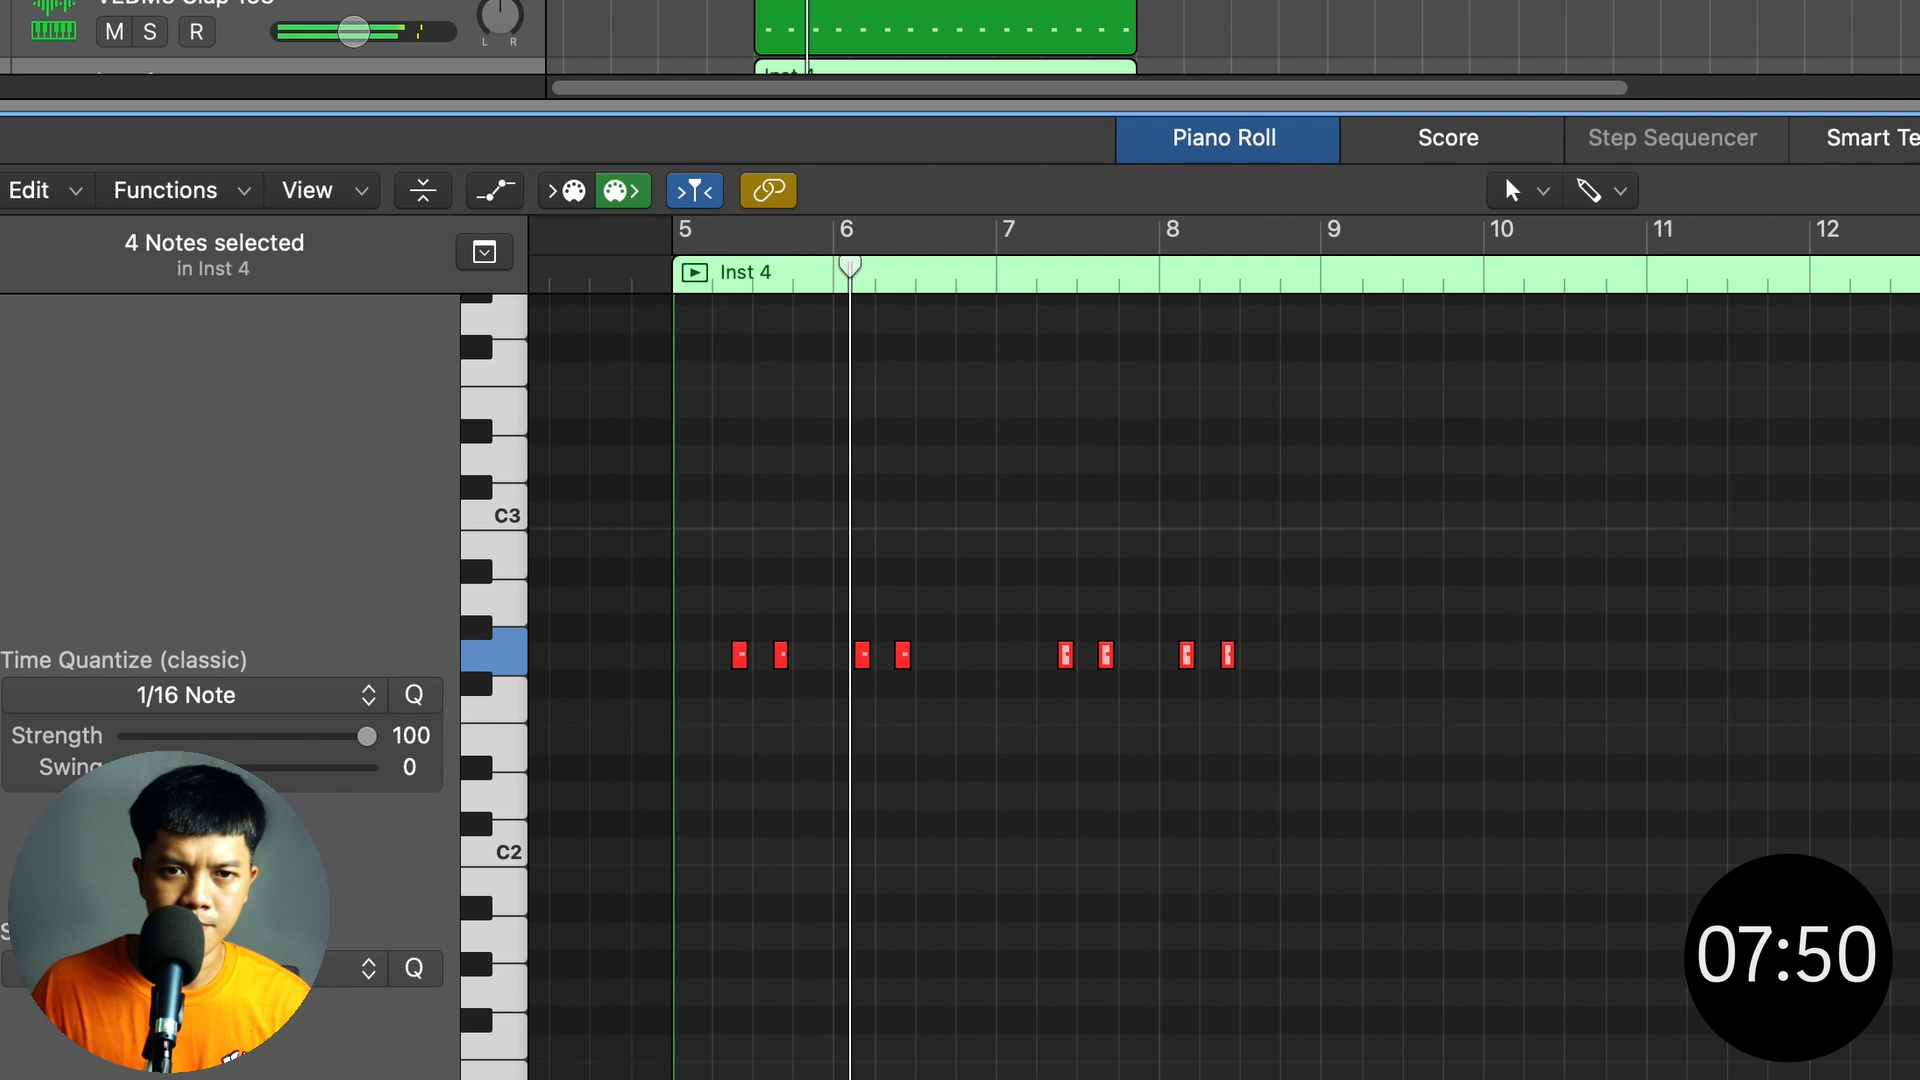 M S R
L R
Piano Roll Score Step Sequencer Smart Te
Edit Functions View
4 Notes selected
in Inst 4
5 6 7 8 9 10 11 12
Inst 4
C3
Time Quantize (classic)
1/16 Note Q
Strength 100
Swing 0
C2
Q
07:50